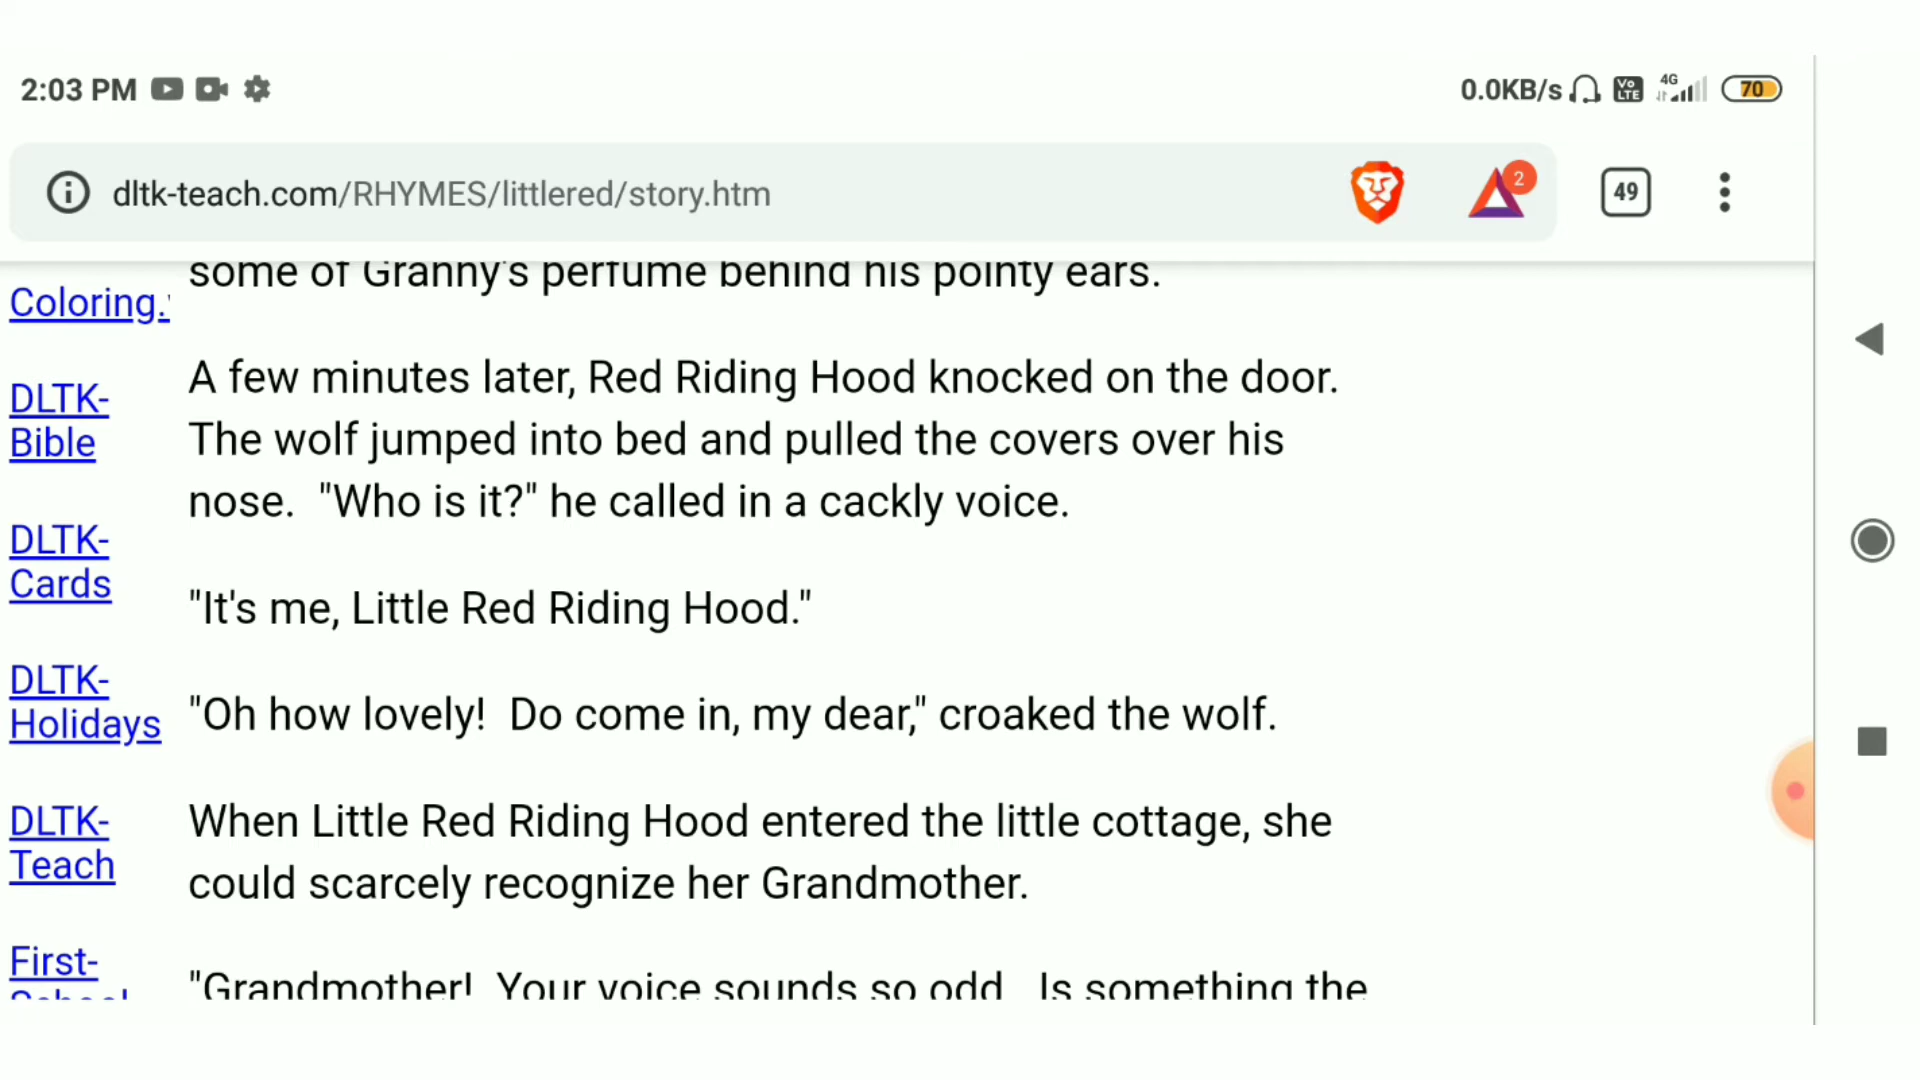 2:03 PM
0.0KB/s Vo LTE 4G 70
dltk-teach.com/RHYMES/littlered/story.htm
2
49
some of Granny's perfume behind his pointy ears.
Coloring.
A few minutes later, Red Riding Hood knocked on the door.
DLTK-
Bible
The wolf jumped into bed and pulled the covers over his
nose.  "Who is it?" he called in a cackly voice.
DLTK-
Cards
"It's me, Little Red Riding Hood."
DLTK-
Holidays
"Oh how lovely!  Do come in, my dear," croaked the wolf.
DLTK-
Teach
When Little Red Riding Hood entered the little cottage, she
could scarcely recognize her Grandmother.
First-
School
"Grandmother!  Your voice sounds so odd.  Is something the